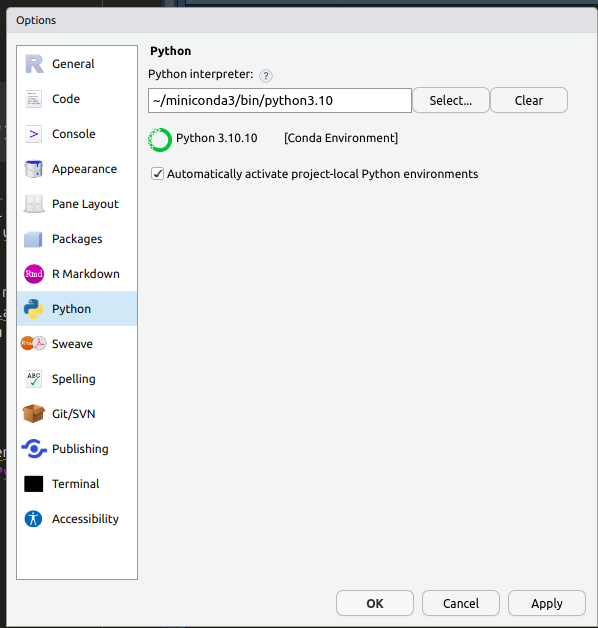 Options
General
Code
Console
Appearance
Pane Layout
Packages
Rmd R Markdown
Python
Sweave
ABC Spelling
Git/SVN
Publishing
Terminal
Accessibility
Python
Python interpreter: ?
~/miniconda3/bin/python3.10 Select... Clear
Python 3.10.10 [Conda Environment]
Automatically activate project-local Python environments
OK Cancel Apply